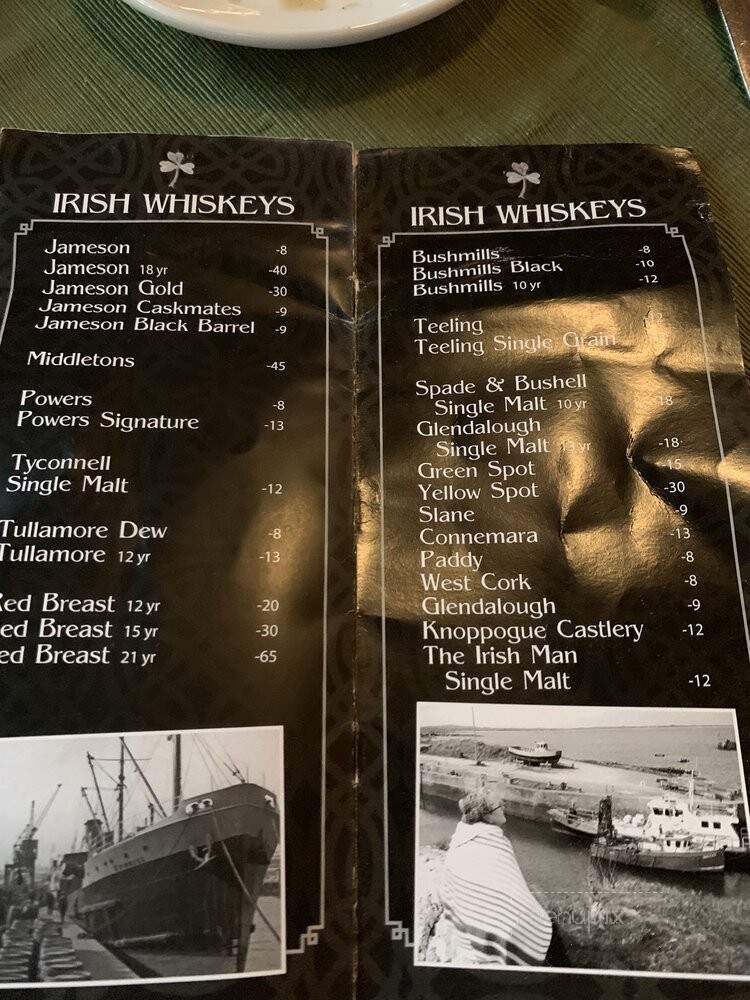 IRISH WHISKEYS
Jameson -8
Jameson 18 yr -40
Jameson Gold -30
Jameson Caskmates -9
Jameson Black Barrel -9
Middletons -45
Powers -8
Powers Signature -13
Tyconnell
Single Malt -12
Tullamore Dew -8
Tullamore 12 yr -13
Red Breast 12 yr -20
ed Breast 15 yr -30
ed Breast 21 yr -65
IRISH WHISKEYS
Bushmills -8
Bushmills Black -10
Bushmills 10 yr -12
Teeling
Teeling Single Grain
Spade & Bushell
Single Malt 10 yr 18
Glendalough
Single Malt yr -18
Green Spot -15
Yellow Spot -30
Slane -9
Connemara -13
Paddy -8
West Cork -8
Glendalough -9
Knoppogue Castlery -12
The Irish Man
Single Malt -12